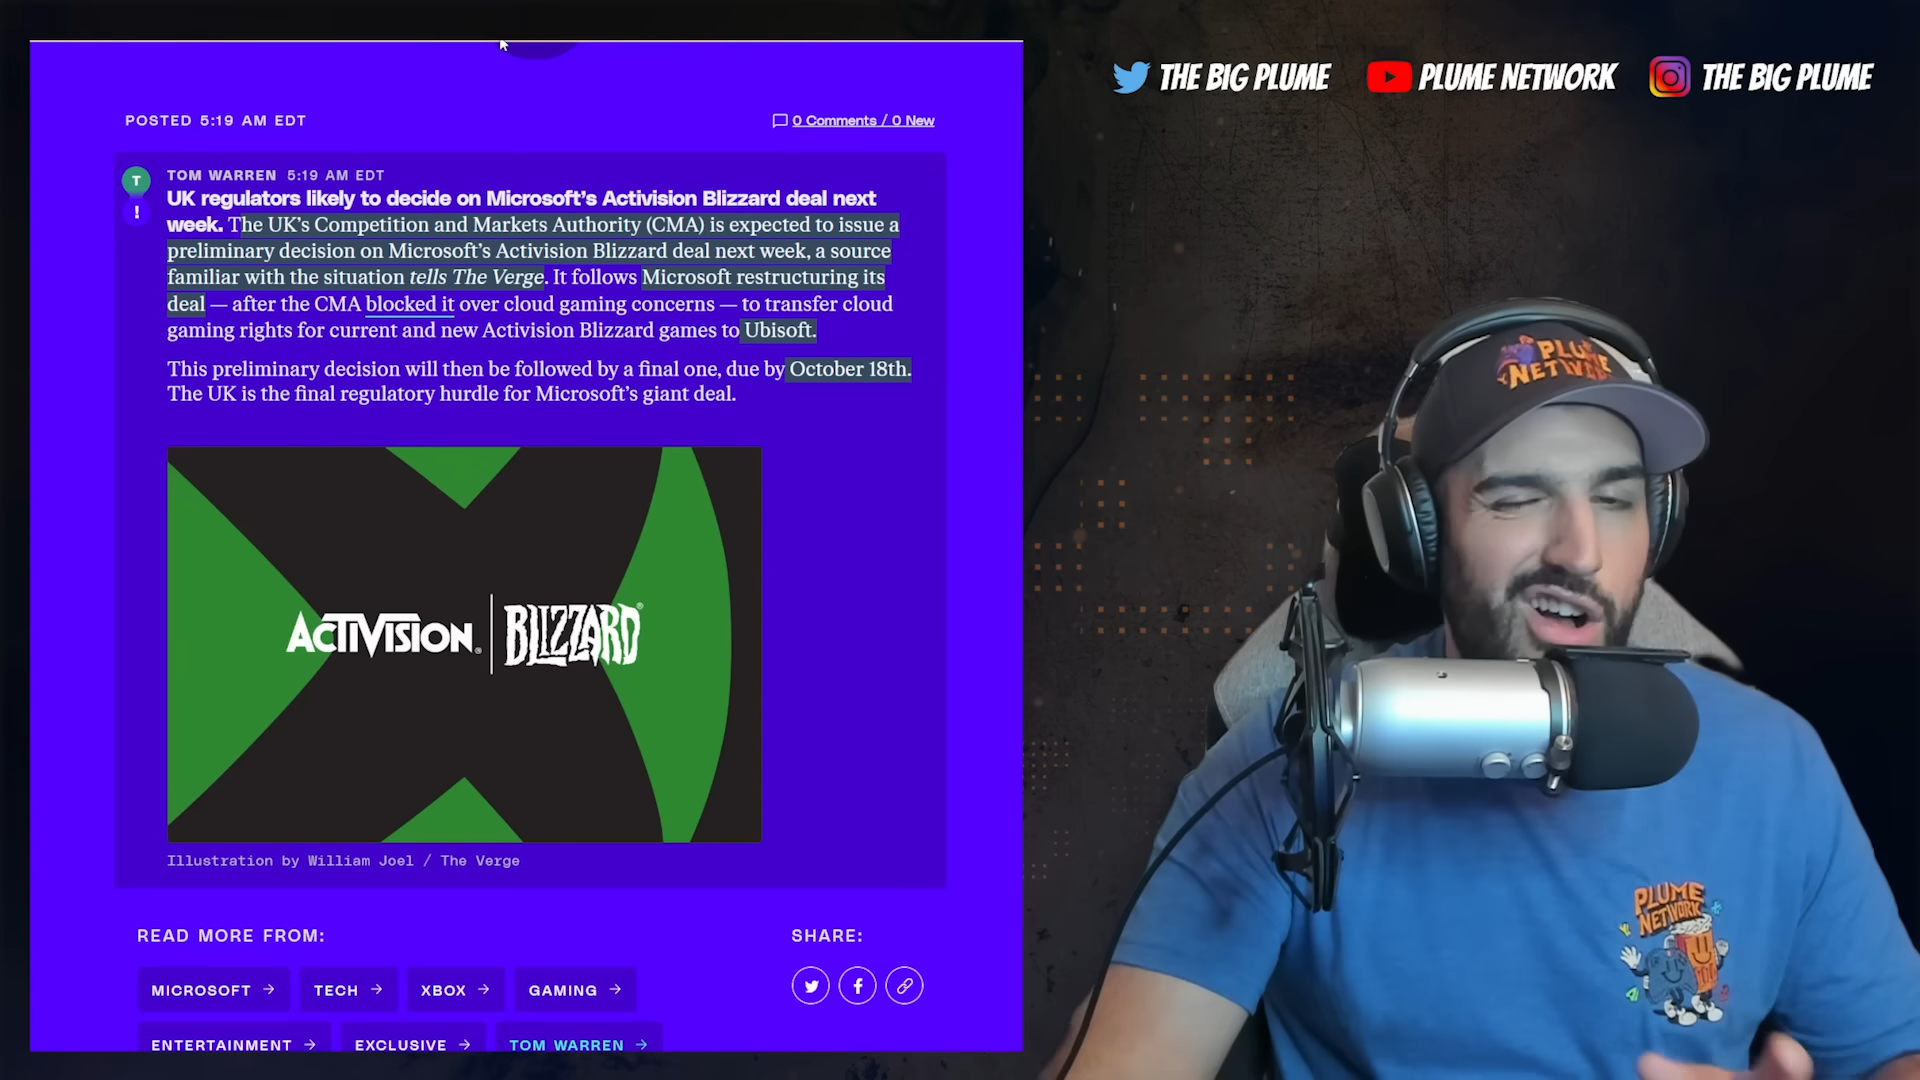 THE BIG PLUME PLUME NETWORK THE BIG PLUME
POSTED 5:19 AM EDT
0 Comments / 0 New
T
TOM WARREN 5:19 AM EDT
!
UK regulators likely to decide on Microsoft’s Activision Blizzard deal next
week. The UK’s Competition and Markets Authority (CMA) is expected to issue a
preliminary decision on Microsoft’s Activision Blizzard deal next week, a source
familiar with the situation tells The Verge. It follows Microsoft restructuring its
deal — after the CMA blocked it over cloud gaming concerns — to transfer cloud
gaming rights for current and new Activision Blizzard games to Ubisoft.
This preliminary decision will then be followed by a final one, due by October 18th.
The UK is the final regulatory hurdle for Microsoft’s giant deal.
ACTIVISION® BLIZZARD®
Illustration by William Joel / The Verge
READ MORE FROM:
SHARE:
MICROSOFT → TECH → XBOX → GAMING →
ENTERTAINMENT → EXCLUSIVE → TOM WARREN →
PLUME
NETWORK
PLUME
NETWORK